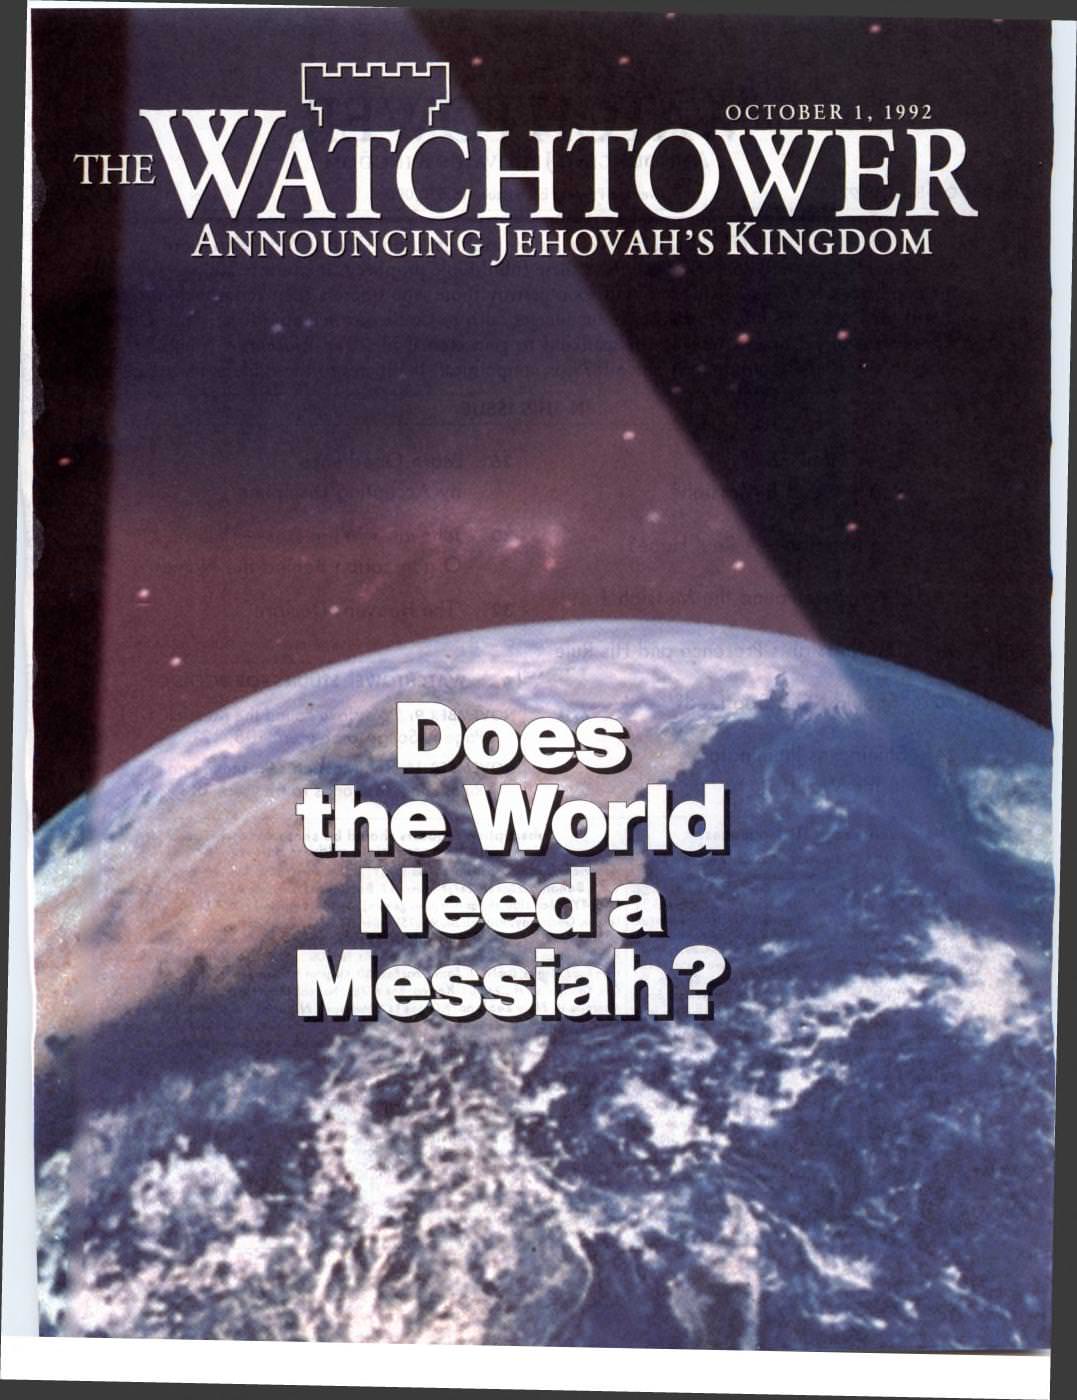 OCTOBER 1, 1992
THE WATCHTOWER
ANNOUNCING JEHOVAH'S KINGDOM
Does
the World
Need a
Messiah?